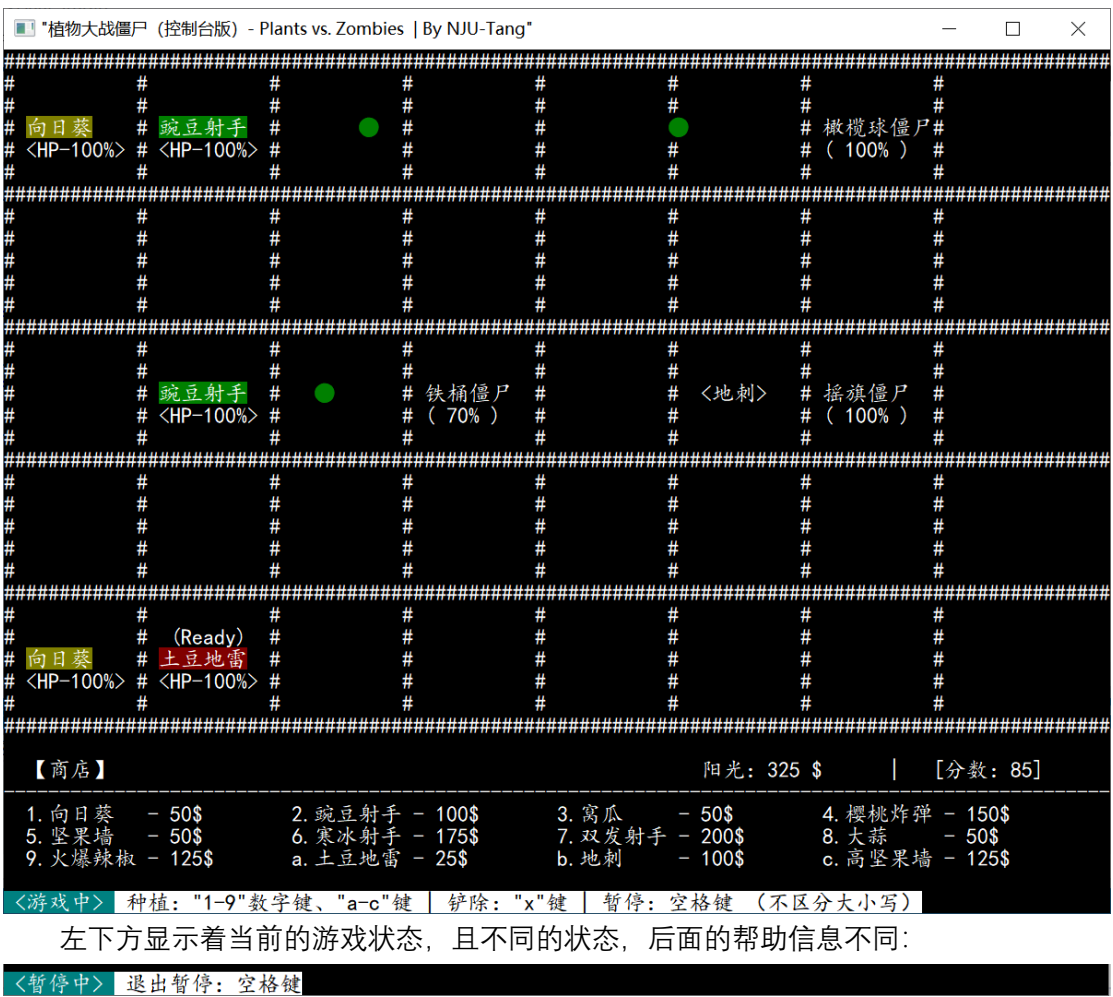 "植物大战僵尸（控制台版）- Plants vs. Zombies | By NJU-Tang"
向日葵 豌豆射手 橄榄球僵尸
<HP-100%> <HP-100%> ( 100% )
豌豆射手 铁桶僵尸 <地刺> 摇旗僵尸
<HP-100%> ( 70% ) ( 100% )
(Ready)
向日葵 土豆地雷
<HP-100%> <HP-100%>
【商店】 阳光: 325 $ | [分数: 85]
1.向日葵 - 50$ 2.豌豆射手 - 100$ 3.窝瓜 - 50$ 4.樱桃炸弹 - 150$
5.坚果墙 - 50$ 6.寒冰射手 - 175$ 7.双发射手 - 200$ 8.大蒜 - 50$
9.火爆辣椒 - 125$ a.土豆地雷 - 25$ b.地刺 - 100$ c.高坚果墙 - 125$
<游戏中> 种植: "1-9"数字键、"a-c"键 | 铲除: "x"键 | 暂停: 空格键 （不区分大小写）
左下方显示着当前的游戏状态，且不同的状态，后面的帮助信息不同：
<暂停中> 退出暂停: 空格键